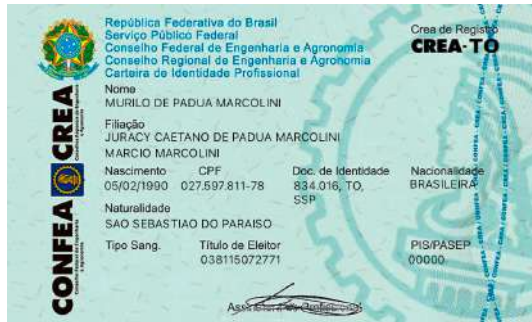 República Federativa do Brasil
Serviço Público Federal
Conselho Federal de Engenharia e Agronomia
Conselho Regional de Engenharia e Agronomia
Carteira de Identidade Profissional
Crea de Registro
CREA-TO
Nome
MURILO DE PADUA MARCOLINI
Filiação
JURACY CAETANO DE PADUA MARCOLINI
MARCIO MARCOLINI
Nascimento CPF Doc. de Identidade Nacionalidade
05/02/1990 027.597.811-78 834.016, TO, BRASILEIRA
SSP
Naturalidade
SAO SEBASTIAO DO PARAISO
Tipo Sang. Título de Eleitor PIS/PASEP
038115072771 00000
Assinatura do Profissional
CONFEA CREA